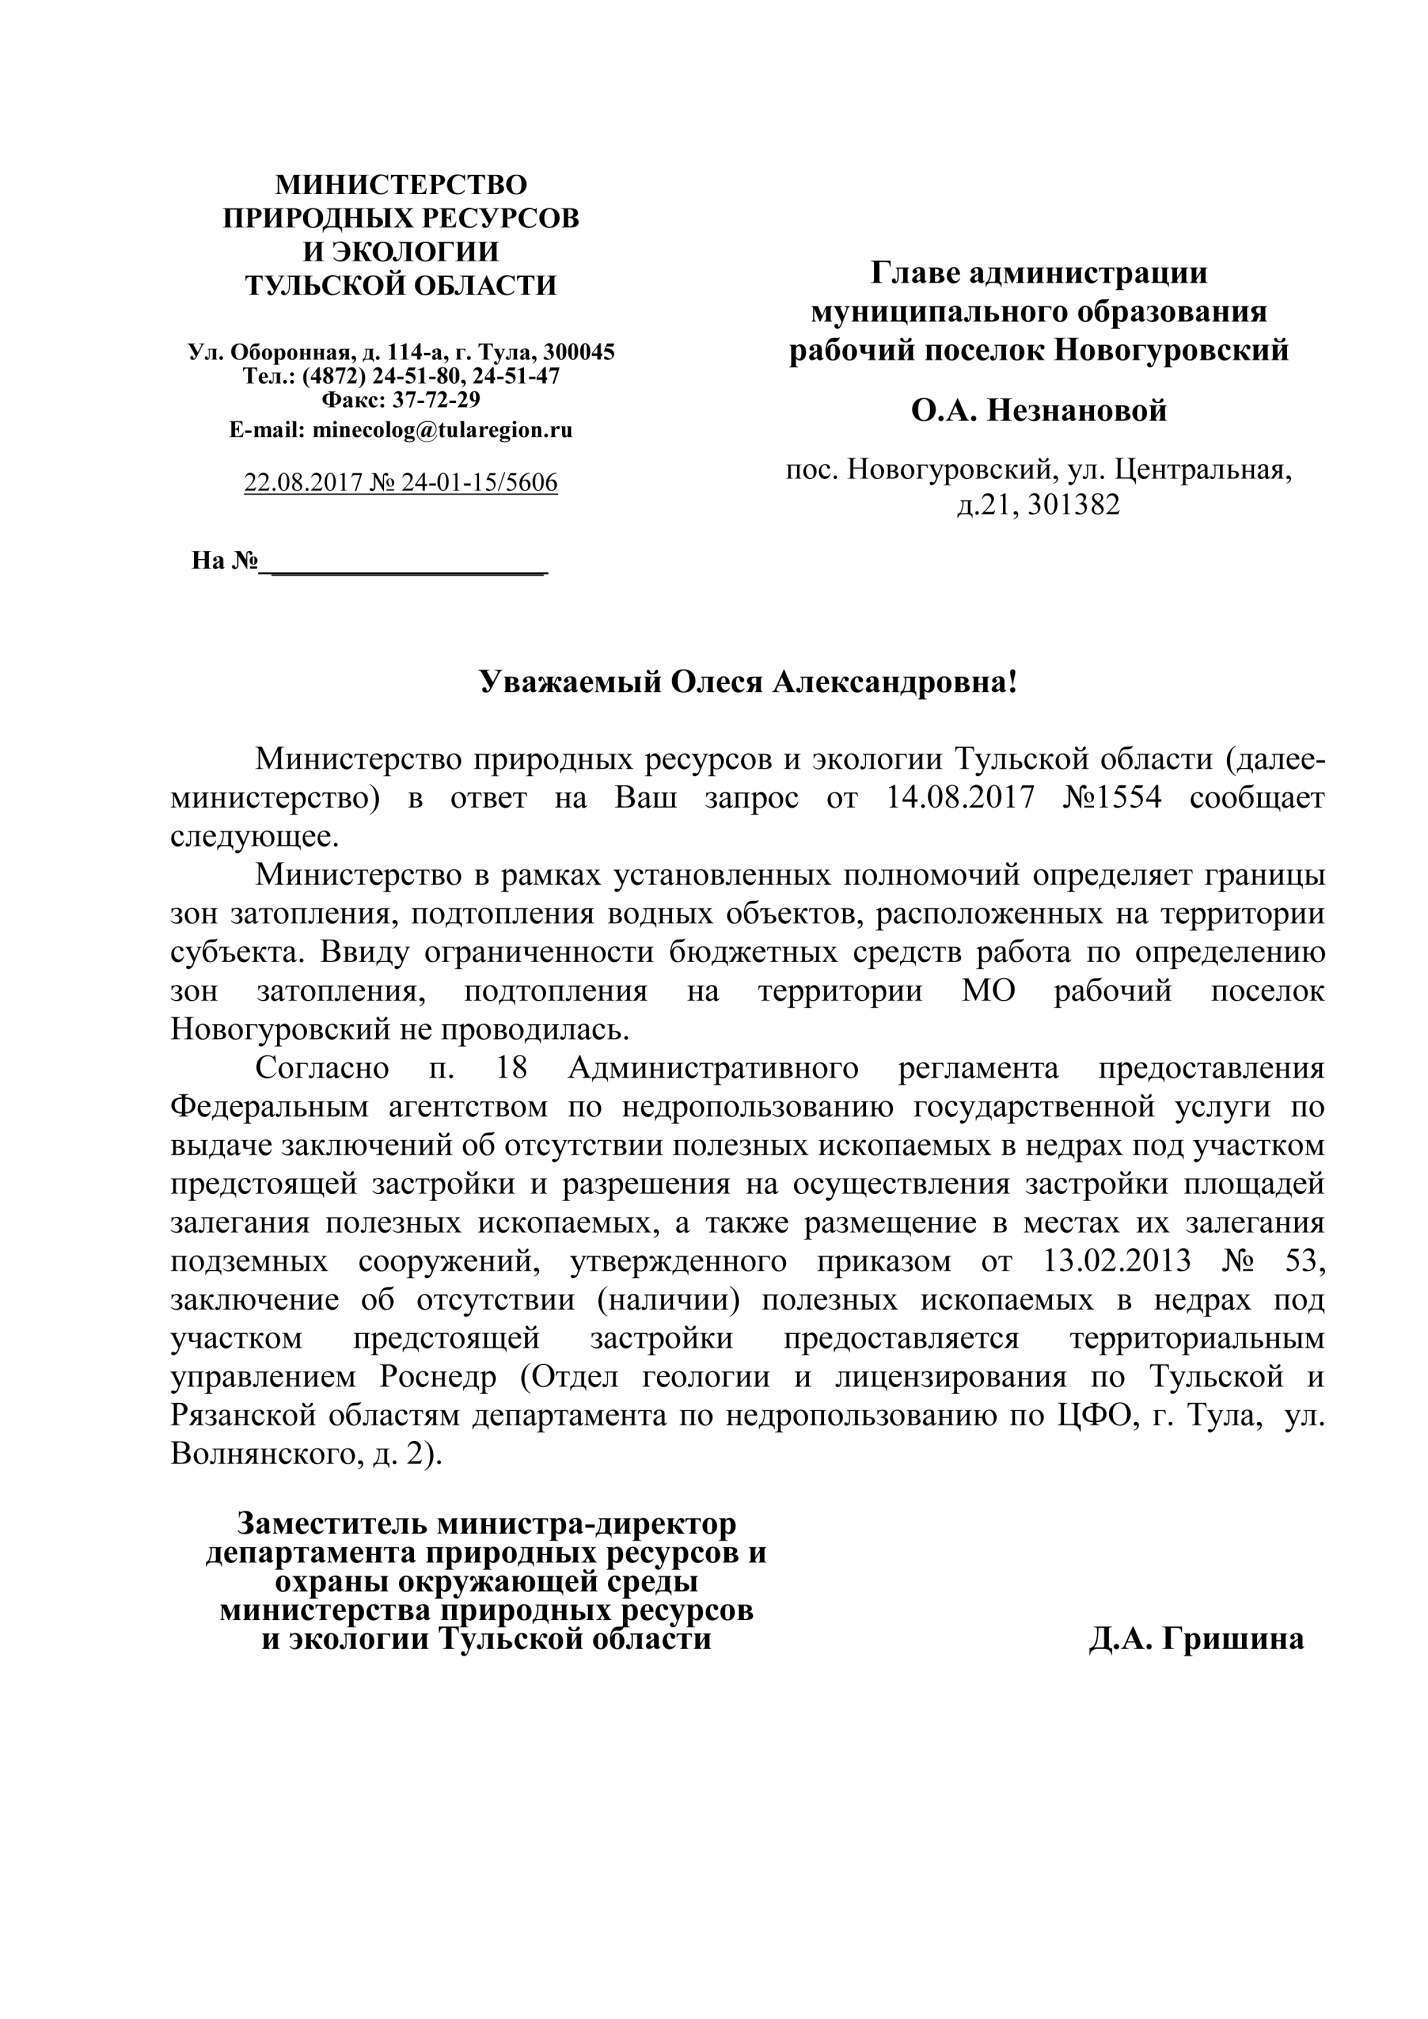 МИНИСТЕРСТВО
ПРИРОДНЫХ РЕСУРСОВ
И ЭКОЛОГИИ
ТУЛЬСКОЙ ОБЛАСТИ
Ул. Оборонная, д. 114-а, г. Тула, 300045
Тел.: (4872) 24-51-80, 24-51-47
Факс: 37-72-29
E-mail: minecolog@tularegion.ru
22.08.2017 № 24-01-15/5606
На №____________________
Главе администрации
муниципального образования
рабочий поселок Новогуровский
О.А. Незнановой
пос. Новогуровский, ул. Центральная,
д.21, 301382
Уважаемый Олеся Александровна!
Министерство природных ресурсов и экологии Тульской области (далее-
министерство) в ответ на Ваш запрос от 14.08.2017 №1554 сообщает
следующее.
Министерство в рамках установленных полномочий определяет границы
зон затопления, подтопления водных объектов, расположенных на территории
субъекта. Ввиду ограниченности бюджетных средств работа по определению
зон затопления, подтопления на территории МО рабочий поселок
Новогуровский не проводилась.
Согласно п. 18 Административного регламента предоставления
Федеральным агентством по недропользованию государственной услуги по
выдаче заключений об отсутствии полезных ископаемых в недрах под участком
предстоящей застройки и разрешения на осуществления застройки площадей
залегания полезных ископаемых, а также размещение в местах их залегания
подземных сооружений, утвержденного приказом от 13.02.2013 № 53,
заключение об отсутствии (наличии) полезных ископаемых в недрах под
участком предстоящей застройки предоставляется территориальным
управлением Роснедр (Отдел геологии и лицензирования по Тульской и
Рязанской областям департамента по недропользованию по ЦФО, г. Тула, ул.
Волнянского, д. 2).
Заместитель министра-директор
департамента природных ресурсов и
охраны окружающей среды
министерства природных ресурсов
и экологии Тульской области
Д.А. Гришина